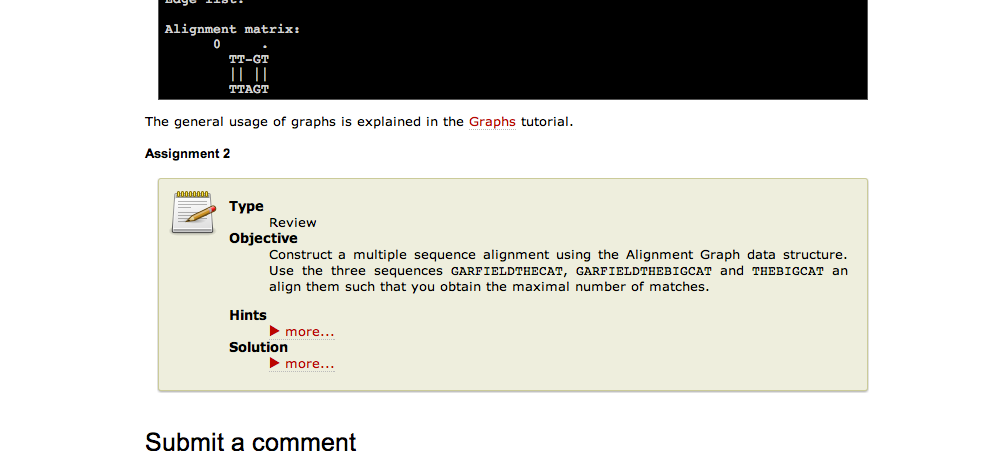 Edge list:
Alignment matrix:
0     .
TT-GT
|| ||
TTAGT
The general usage of graphs is explained in the Graphs tutorial.
Assignment 2
Type
Review
Objective
Construct a multiple sequence alignment using the Alignment Graph data structure.
Use the three sequences GARFIELDTHECAT, GARFIELDTHEBIGCAT and THEBIGCAT an
align them such that you obtain the maximal number of matches.
Hints
▶ more...
Solution
▶ more...
Submit a comment